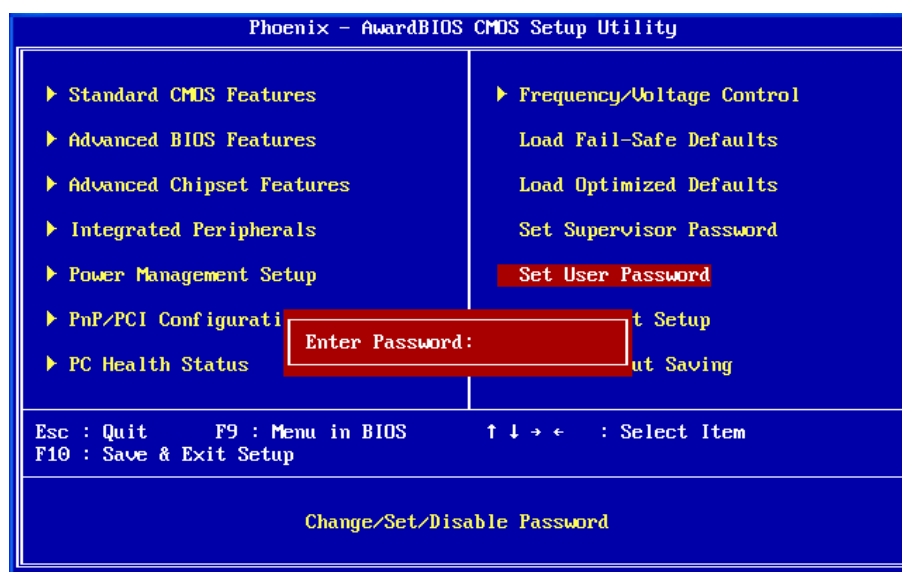 Phoenix - AwardBIOS CMOS Setup Utility
Standard CMOS Features
Advanced BIOS Features
Advanced Chipset Features
Integrated Peripherals
Power Management Setup
PnP/PCI Configurati
PC Health Status
Frequency/Voltage Control
Load Fail-Safe Defaults
Load Optimized Defaults
Set Supervisor Password
Set User Password
t Setup
ut Saving
Enter Password:
Esc : Quit F9 : Menu in BIOS ↑ ↓ → ← : Select Item
F10 : Save & Exit Setup
Change/Set/Disable Password